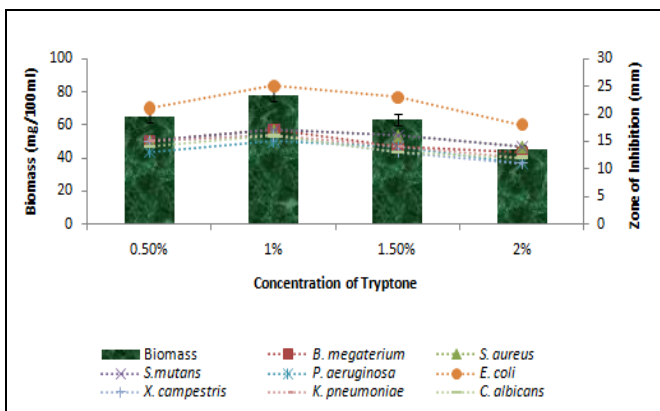 100
80
60
40
20
0
Biomass (mg/100ml)
30
25
20
15
10
5
0
Zone of Inhibition (mm)
0.50% 1% 1.50% 2%
Concentration of Tryptone
Biomass B. megaterium S. aureus
S.mutans P. aeruginosa E. coli
X. campestris K. pneumoniae C. albicans